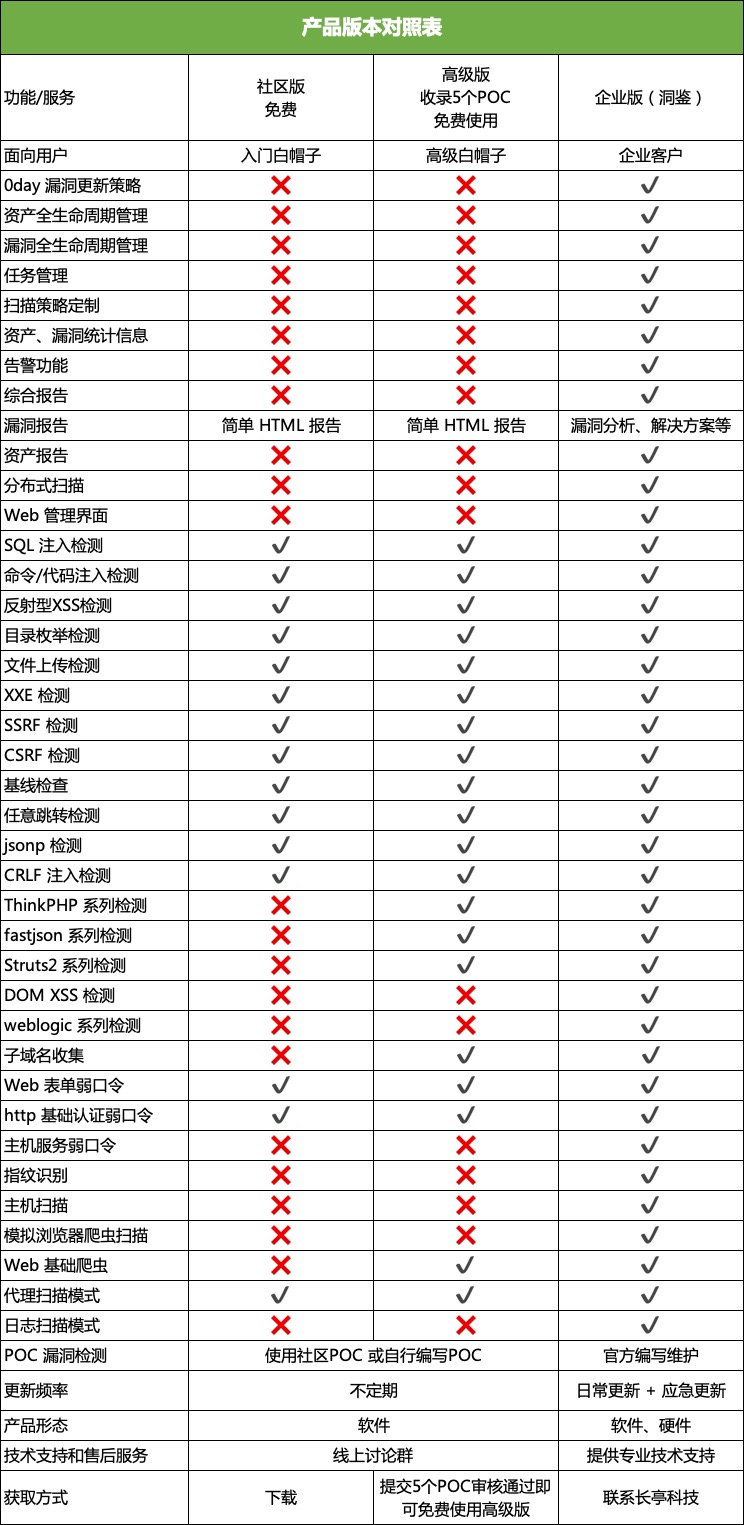 产品版本对照表
功能/服务 社区版 免费 高级版 收录5个POC 免费使用 企业版（洞鉴）
面向用户 入门白帽子 高级白帽子 企业客户
0day 漏洞更新策略 ❌ ❌ ✔
资产全生命周期管理 ❌ ❌ ✔
漏洞全生命周期管理 ❌ ❌ ✔
任务管理 ❌ ❌ ✔
扫描策略定制 ❌ ❌ ✔
资产、漏洞统计信息 ❌ ❌ ✔
告警功能 ❌ ❌ ✔
综合报告 ❌ ❌ ✔
漏洞报告 简单 HTML 报告 简单 HTML 报告 漏洞分析、解决方案等
资产报告 ❌ ❌ ✔
分布式扫描 ❌ ❌ ✔
Web 管理界面 ❌ ❌ ✔
SQL 注入检测 ✔ ✔ ✔
命令/代码注入检测 ✔ ✔ ✔
反射型XSS检测 ✔ ✔ ✔
目录枚举检测 ✔ ✔ ✔
文件上传检测 ✔ ✔ ✔
XXE 检测 ✔ ✔ ✔
SSRF 检测 ✔ ✔ ✔
CSRF 检测 ✔ ✔ ✔
基线检查 ✔ ✔ ✔
任意跳转检测 ✔ ✔ ✔
jsonp 检测 ✔ ✔ ✔
CRLF 注入检测 ✔ ✔ ✔
ThinkPHP 系列检测 ❌ ✔ ✔
fastjson 系列检测 ❌ ✔ ✔
Struts2 系列检测 ❌ ✔ ✔
DOM XSS 检测 ❌ ❌ ✔
weblogic 系列检测 ❌ ❌ ✔
子域名收集 ❌ ✔ ✔
Web 表单弱口令 ✔ ✔ ✔
http 基础认证弱口令 ✔ ✔ ✔
主机服务弱口令 ❌ ❌ ✔
指纹识别 ❌ ❌ ✔
主机扫描 ❌ ❌ ✔
模拟浏览器爬虫扫描 ❌ ❌ ✔
Web 基础爬虫 ❌ ✔ ✔
代理扫描模式 ✔ ✔ ✔
日志扫描模式 ❌ ❌ ✔
POC 漏洞检测 使用社区POC 或自行编写POC 官方编写维护
更新频率 不定期 日常更新 + 应急更新
产品形态 软件 软件、硬件
技术支持和售后服务 线上讨论群 提供专业技术支持
获取方式 下载 提交5个POC审核通过即可免费使用高级版 联系长亭科技